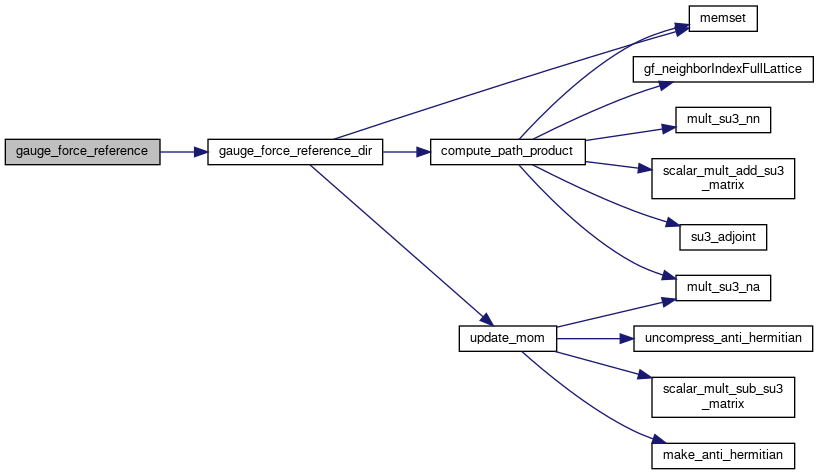 memset
gf_neighborIndexFullLattice
mult_su3_nn
gauge_force_reference
gauge_force_reference_dir
compute_path_product
scalar_mult_add_su3
_matrix
su3_adjoint
mult_su3_na
update_mom
uncompress_anti_hermitian
scalar_mult_sub_su3
_matrix
make_anti_hermitian